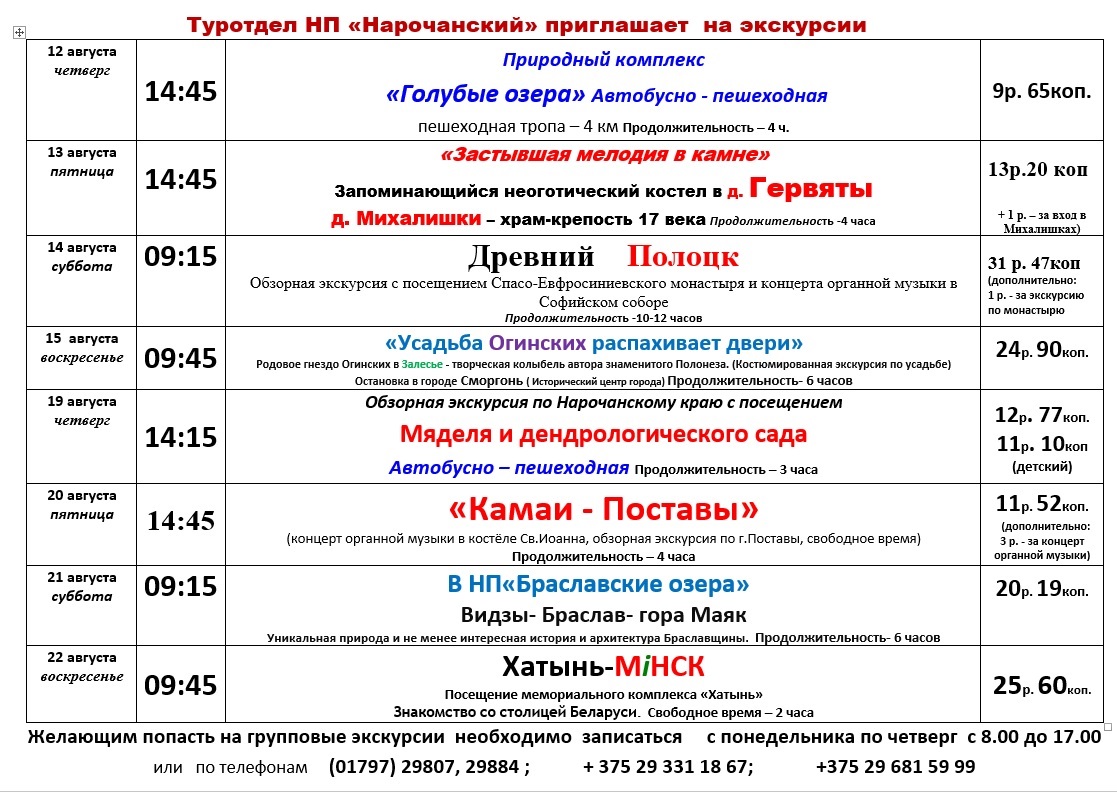 Туротдел НП «Нарочанский» приглашает на экскурсии
12 августа
четверг
14:45
Природный комплекс
«Голубые озера» Автобусно - пешеходная
пешеходная тропа – 4 км Продолжительность – 4 ч.
9р. 65коп.
13 августа
пятница
14:45
«Застывшая мелодия в камне»
Запоминающийся неоготический костел в д. Гервяты
д. Михалишки – храм-крепость 17 века Продолжительность -4 часа
13р.20 коп
+ 1 р. – за вход в
Михалишках)
14 августа
суббота
09:15
Древний Полоцк
Обзорная экскурсия с посещением Спасо-Евфросиниевского монастыря и концерта органной музыки в
Софийском соборе
Продолжительность -10-12 часов
31 р. 47коп
(дополнительно:
1 р. - за экскурсию
по монастырю
15 августа
воскресенье
09:45
«Усадьба Огинских распахивает двери»
Родовое гнездо Огинских в Залесье - творческая колыбель автора знаменитого Полонеза. (Костюмированная экскурсия по усадьбе)
Остановка в городе Сморгонь ( Исторический центр города) Продолжительность- 6 часов
24р. 90коп.
19 августа
четверг
14:15
Обзорная экскурсия по Нарочанскому краю с посещением
Мяделя и дендрологического сада
Автобусно – пешеходная Продолжительность – 3 часа
12р. 77коп.
11р. 10коп
(детский)
20 августа
пятница
14:45
«Камаи - Поставы»
(концерт органной музыки в костёле Св.Иоанна, обзорная экскурсия по г.Поставы, свободное время)
Продолжительность – 4 часа
11р. 52коп.
(дополнительно:
3 р. - за концерт
органной музыки)
21 августа
суббота
09:15
В НП«Браславские озера»
Видзы- Браслав- гора Маяк
Уникальная природа и не менее интересная история и архитектура Браславщины. Продолжительность- 6 часов
20р. 19коп.
22 августа
воскресенье
09:45
Хатынь-МіНСК
Посещение мемориального комплекса «Хатынь»
Знакомство со столицей Беларуси. Свободное время – 2 часа
25р. 60коп.
Желающим попасть на групповые экскурсии необходимо записаться с понедельника по четверг с 8.00 до 17.00
или по телефонам (01797) 29807, 29884 ; + 375 29 331 18 67; +375 29 681 59 99